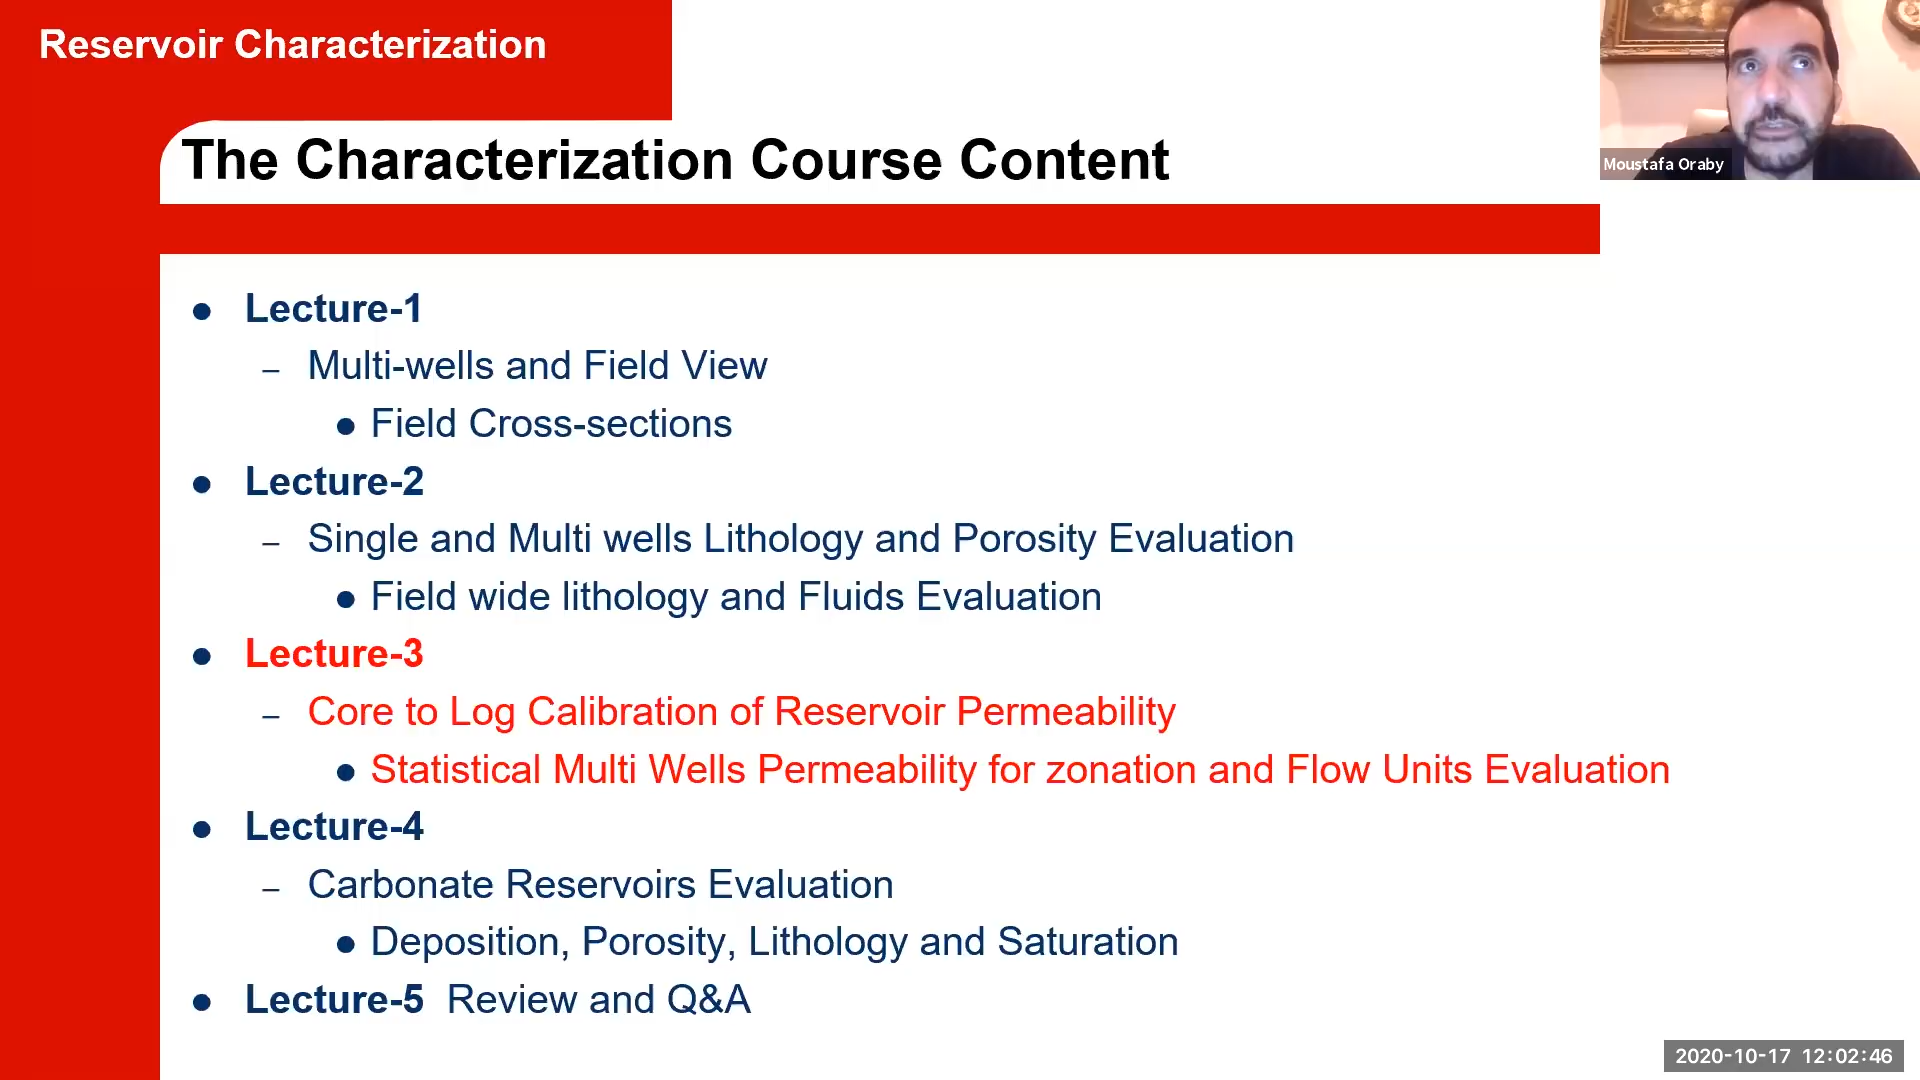 Reservoir Characterization
The Characterization Course Content
Moustafa Oraby
● Lecture-1
– Multi-wells and Field View
● Field Cross-sections
● Lecture-2
– Single and Multi wells Lithology and Porosity Evaluation
● Field wide lithology and Fluids Evaluation
● Lecture-3
– Core to Log Calibration of Reservoir Permeability
● Statistical Multi Wells Permeability for zonation and Flow Units Evaluation
● Lecture-4
– Carbonate Reservoirs Evaluation
● Deposition, Porosity, Lithology and Saturation
● Lecture-5 Review and Q&A
2020-10-17 12:02:46